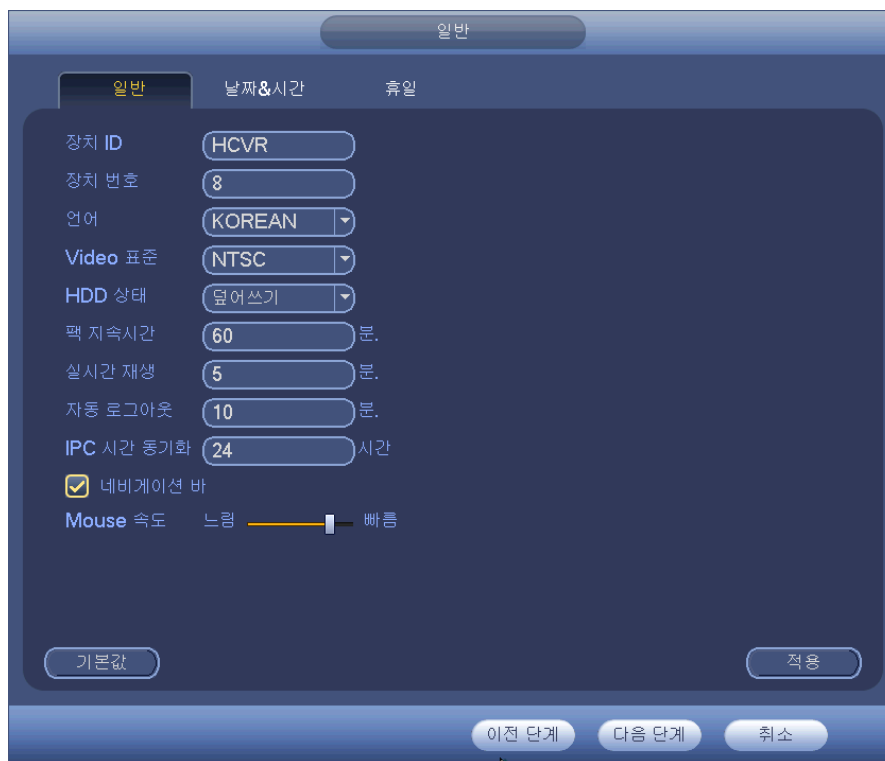 일반
일반 날짜&시간 휴일
장치 ID HCVR
장치 번호 8
언어 KOREAN
Video 표준 NTSC
HDD 상태 덮어쓰기
팩 지속시간 60 분.
실시간 재생 5 분.
자동 로그아웃 10 분.
IPC 시간 동기화 24 시간
네비게이션 바
Mouse 속도 느림 빠름
기본값 적용
이전 단계 다음 단계 취소